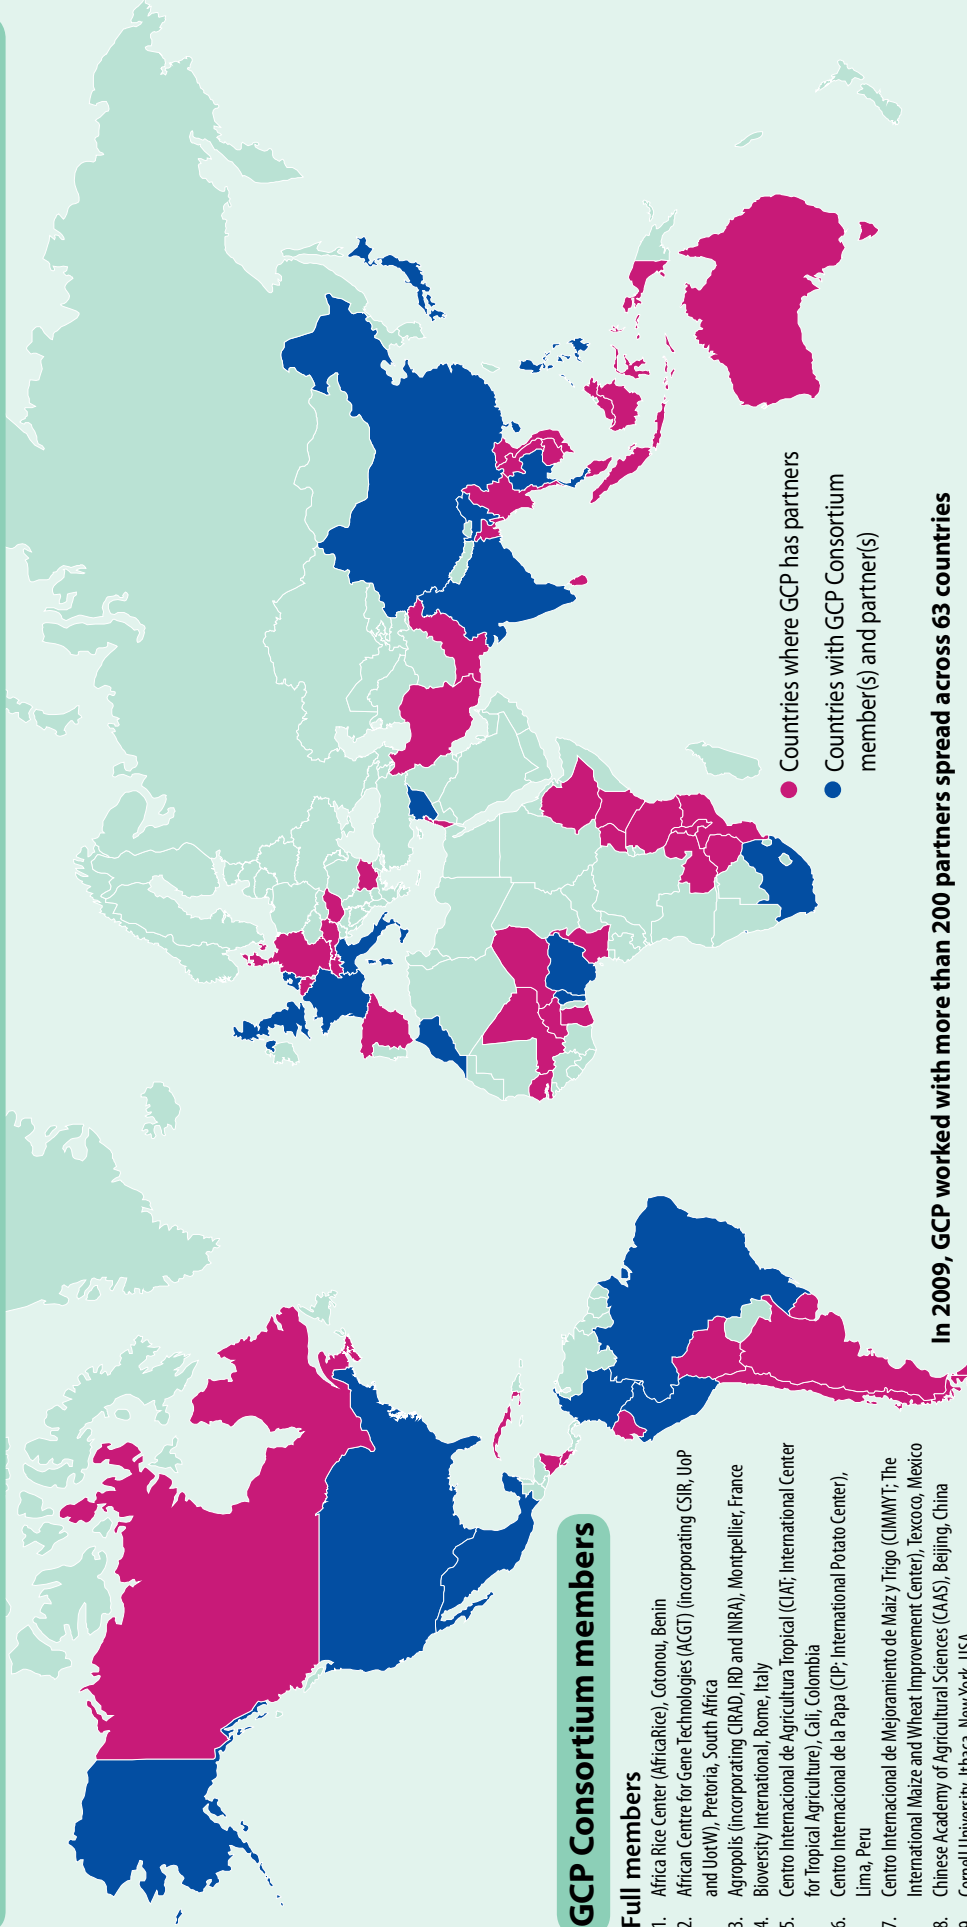 GCP Consortium members
Full members
1. Africa Rice Center (AfricaRice), Cotonou, Benin
2. African Centre for Gene Technologies (ACGT) (incorporating CSIR, UoP
and UotW), Pretoria, South Africa
3. Agropolis (incorporating CIRAD, IRD and INRA), Montpellier, France
4. Bioversity International, Rome, Italy
5. Centro Internacional de Agricultura Tropical (CIAT; International Center
for Tropical Agriculture), Cali, Colombia
6. Centro Internacional de la Papa (CIP; International Potato Center),
Lima, Peru
7. Centro Internacional de Mejoramiento de Maiz y Trigo (CIMMYT; The
International Maize and Wheat Improvement Center), Texcoco, Mexico
8. Chinese Academy of Agricultural Sciences (CAAS), Beijing, China
Cornell University, Ithaca, New York, USA
Countries where GCP has partners
Countries with GCP Consortium
member(s) and partner(s)
In 2009, GCP worked with more than 200 partners spread across 63 countries